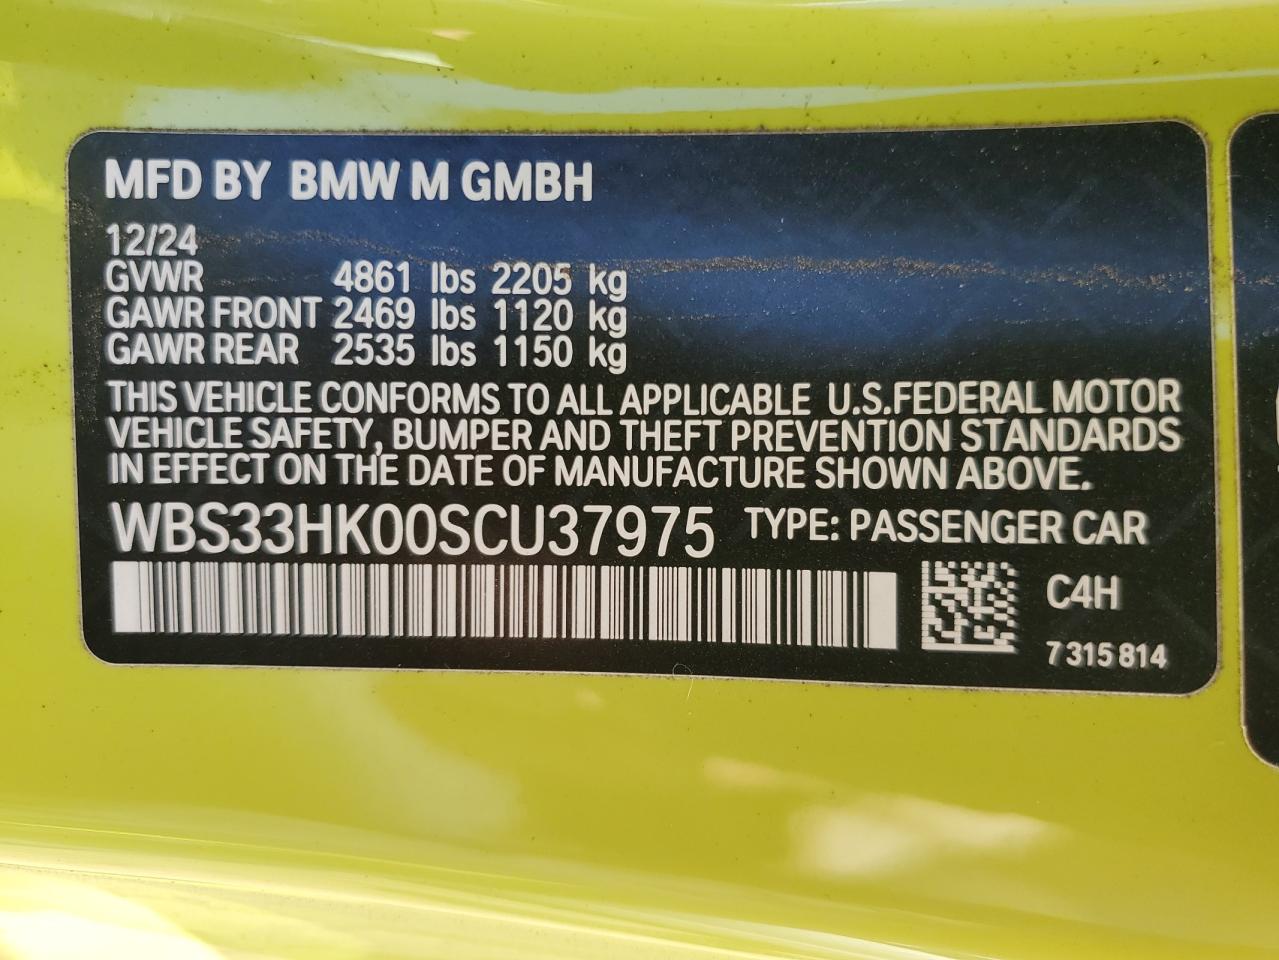 MFD BY BMW M GMBH
12/24
GVWR 4861 lbs 2205 kg
GAWR FRONT 2469 lbs 1120 kg
GAWR REAR 2535 lbs 1150 kg
THIS VEHICLE CONFORMS TO ALL APPLICABLE U.S.FEDERAL MOTOR
VEHICLE SAFETY, BUMPER AND THEFT PREVENTION STANDARDS
IN EFFECT ON THE DATE OF MANUFACTURE SHOWN ABOVE.
WBS33HK00SCU37975 TYPE: PASSENGER CAR
C4H
7 315 814